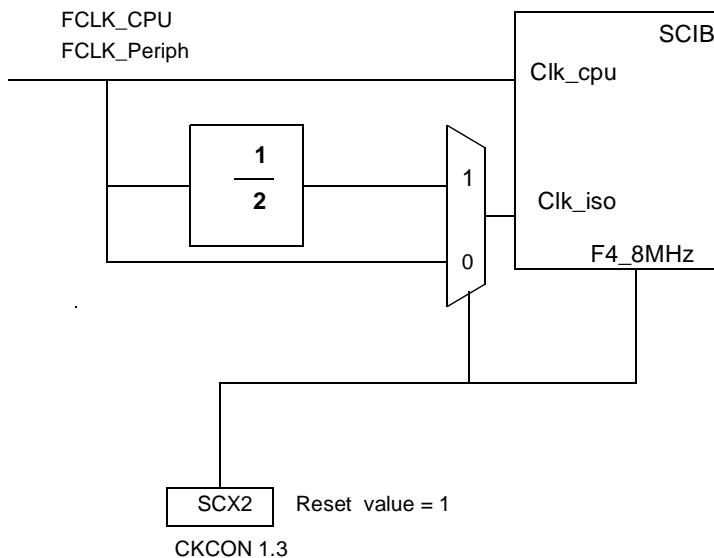 FCLK_CPU
FCLK_Periph
SCIB
Clk_cpu
1
2
1
Clk_iso
0
F4_8MHz
SCX2
Reset value = 1
CKCON 1.3